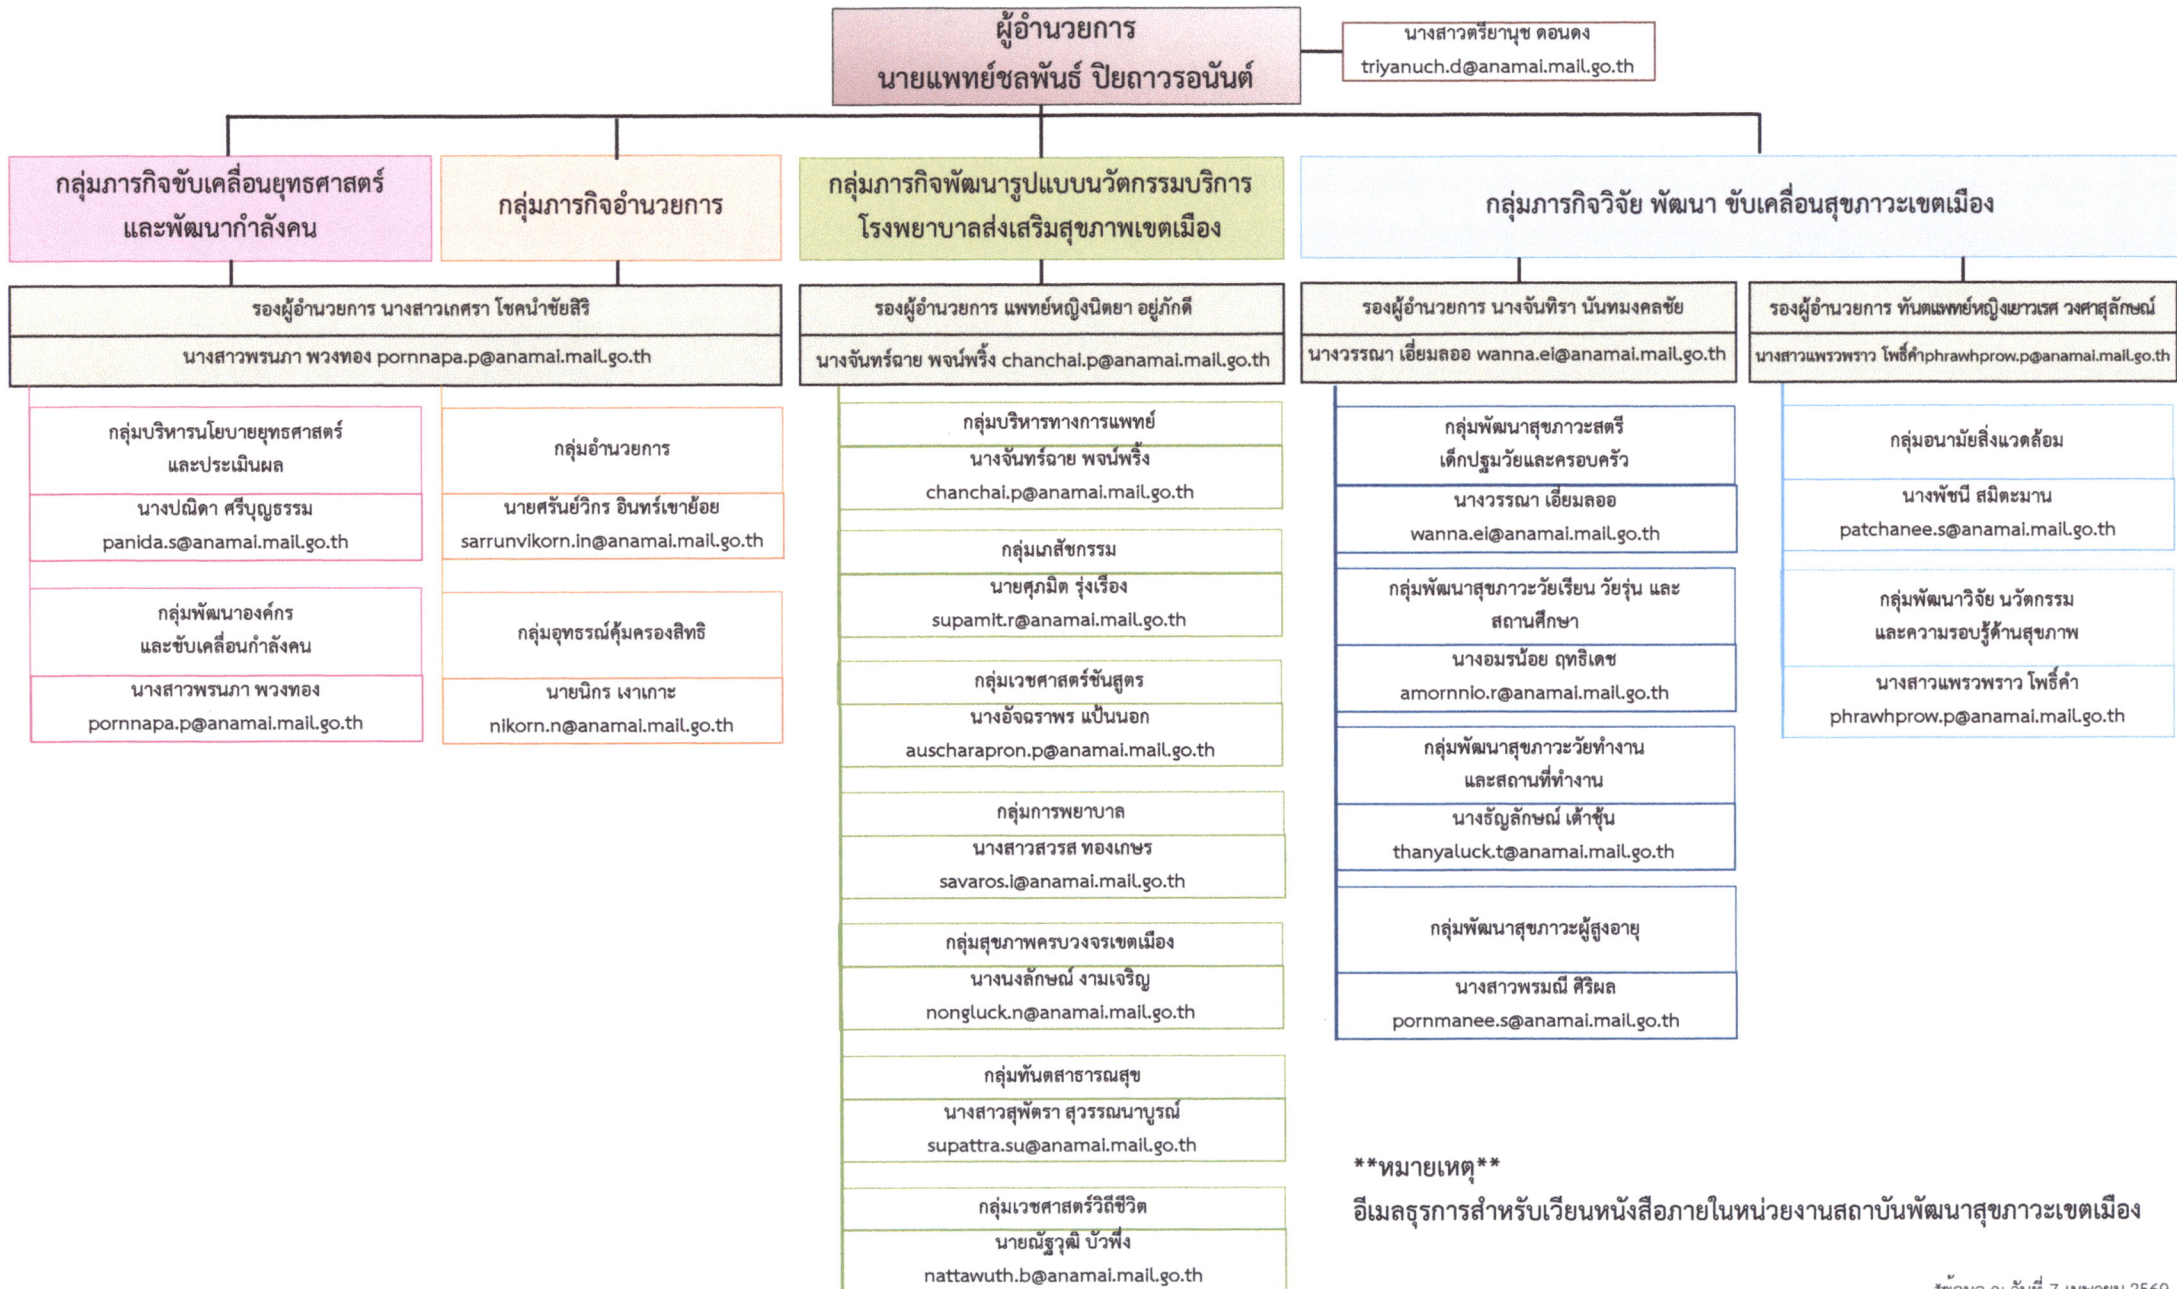 ผู้อำนวยการ
นายแพทย์ชลพันธ์ ปิยถาวรอนันต์
นางสาวตรียานุช ดอนดง
triyanuch.d@anamai.mail.go.th
กลุ่มภารกิจขับเคลื่อนยุทธศาสตร์
และพัฒนากำลังคน
กลุ่มภารกิจอำนวยการ
กลุ่มภารกิจพัฒนารูปแบบนวัตกรรมบริการ
โรงพยาบาลส่งเสริมสุขภาพเขตเมือง
กลุ่มภารกิจวิจัย พัฒนา ขับเคลื่อนสุขภาวะเขตเมือง
รองผู้อำนวยการ นางสาวเกศรา โชคนำชัยสิริ
นางสาวพรนภา พวงทอง pornnapa.p@anamai.mail.go.th
รองผู้อำนวยการ แพทย์หญิงนิตยา อยู่ภักดี
นางจันทร์ฉาย พจน์พริ้ง chanchai.p@anamai.mail.go.th
รองผู้อำนวยการ นางจันทิรา นันทมงคลชัย
นางวรรณา เอี่ยมลออ wanna.ei@anamai.mail.go.th
รองผู้อำนวยการ ทันตแพทย์หญิงเยาวเรศ วงศาสุลักษณ์
นางสาวแพรวพราว โพธิ์คำphrawhprow.p@anamai.mail.go.th
กลุ่มบริหารนโยบายยุทธศาสตร์
และประเมินผล
นางปณิดา ศรีบุญธรรม
panida.s@anamai.mail.go.th
กลุ่มพัฒนาองค์กร
และขับเคลื่อนกำลังคน
นางสาวพรนภา พวงทอง
pornnapa.p@anamai.mail.go.th
กลุ่มอำนวยการ
นายศรันย์วิกร อินทร์เขาย้อย
sarrunvikorn.in@anamai.mail.go.th
กลุ่มอุทธรณ์คุ้มครองสิทธิ
นายนิกร เงาเกาะ
nikorn.n@anamai.mail.go.th
กลุ่มบริหารทางการแพทย์
นางจันทร์ฉาย พจน์พริ้ง
chanchai.p@anamai.mail.go.th
กลุ่มเภสัชกรรม
นายศุภมิต รุ่งเรือง
supamit.r@anamai.mail.go.th
กลุ่มเวชศาสตร์ชันสูตร
นางอัจฉราพร แป้นนอก
auscharapron.p@anamai.mail.go.th
กลุ่มการพยาบาล
นางสาวสวรส ทองเกษร
savaros.i@anamai.mail.go.th
กลุ่มสุขภาพครบวงจรเขตเมือง
นางนงลักษณ์ งามเจริญ
nongluck.n@anamai.mail.go.th
กลุ่มทันตสาธารณสุข
นางสาวสุพัตรา สุวรรณนาบูรณ์
supattra.su@anamai.mail.go.th
กลุ่มเวชศาสตร์วิถีชีวิต
นายณัฐวุฒิ บัวพึ่ง
nattawuth.b@anamai.mail.go.th
กลุ่มพัฒนาสุขภาวะสตรี
เด็กปฐมวัยและครอบครัว
นางวรรณา เอี่ยมลออ
wanna.ei@anamai.mail.go.th
กลุ่มพัฒนาสุขภาวะวัยเรียน วัยรุ่น และ
สถานศึกษา
นางอมรน้อย ฤทธิเดช
amornnio.r@anamai.mail.go.th
กลุ่มพัฒนาสุขภาวะวัยทำงาน
และสถานที่ทำงาน
นางธัญลักษณ์ เต้าชุ้น
thanyaluck.t@anamai.mail.go.th
กลุ่มพัฒนาสุขภาวะผู้สูงอายุ
นางสาวพรมณี ศิริผล
pornmanee.s@anamai.mail.go.th
กลุ่มอนามัยสิ่งแวดล้อม
นางพัชนี สมิตะมาน
patchanee.s@anamai.mail.go.th
กลุ่มพัฒนาวิจัย นวัตกรรม
และความรอบรู้ด้านสุขภาพ
นางสาวแพรวพราว โพธิ์คำ
phrawhprow.p@anamai.mail.go.th
**หมายเหตุ**
อีเมลธุรการสำหรับเวียนหนังสือภายในหน่วยงานสถาบันพัฒนาสุขภาวะเขตเมือง
*ข้อมูล ณ วันที่ 7 เมษายน 2569